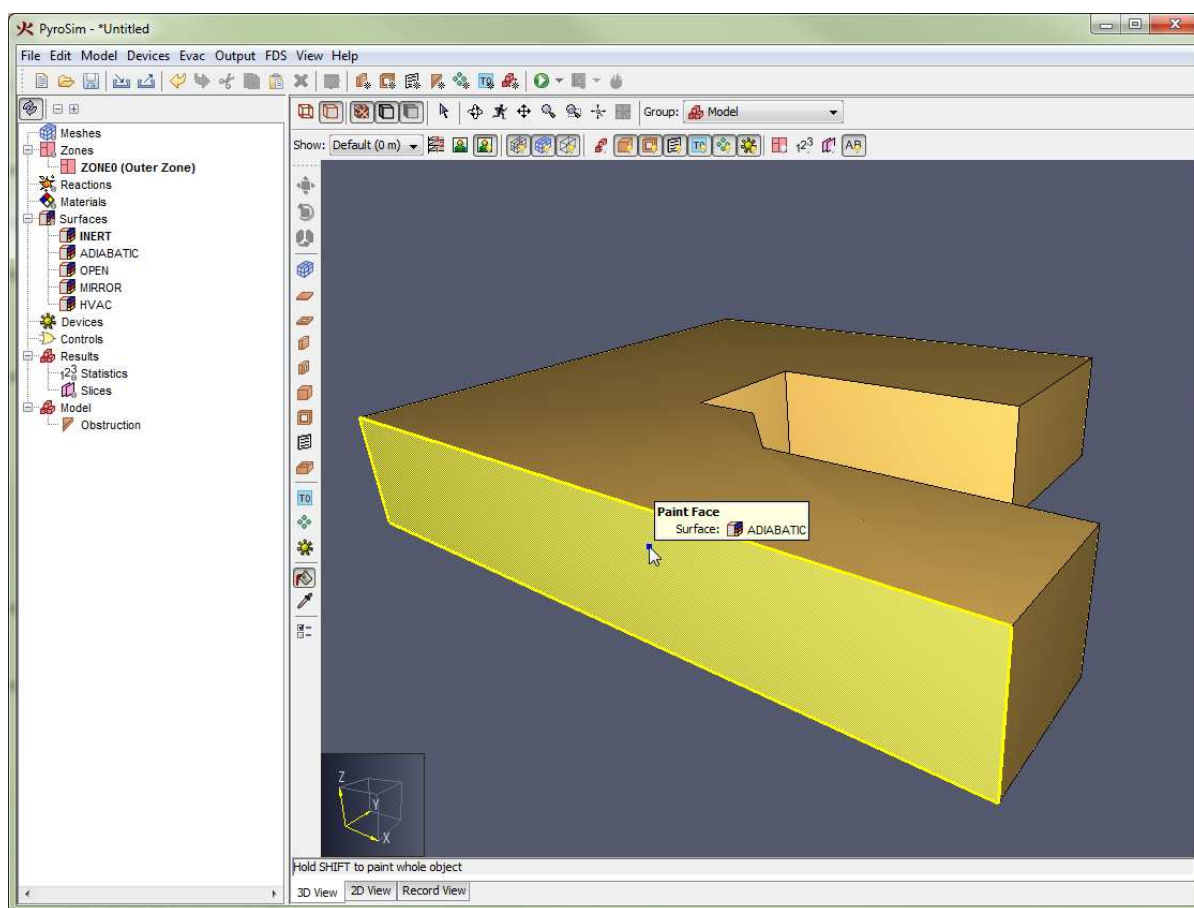 PyroSim - *Untitled
File Edit Model Devices Evac Output FDS View Help
Group: Model
Show: Default (0 m)
Meshes
Zones
ZONE0 (Outer Zone)
Reactions
Materials
Surfaces
INERT
ADIABATIC
OPEN
MIRROR
HVAC
Devices
Controls
Results
Statistics
Slices
Model
Obstruction
Paint Face
Surface: ADIABATIC
Z
Y
X
Hold SHIFT to paint whole object
3D View 2D View Record View